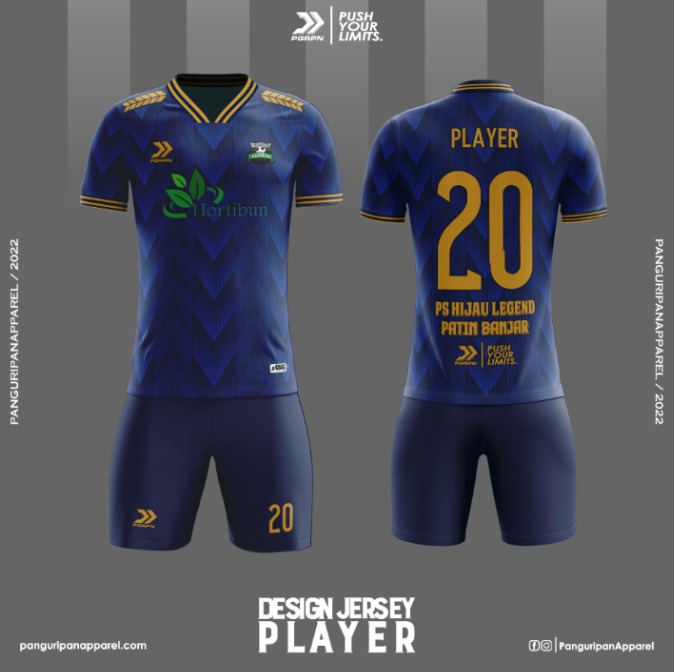 PGRPN
PUSH
YOUR
LIMITS.
PGRPN
Hortibun
PLAYER
20
PS HIJAU LEGEND
PATIN BANJAR
PGRPN
PUSH
YOUR
LIMITS.
PGRPN
20
PANGURIPANAPPAREL / 2022
PANGURIPANAPPAREL / 2022
DESIGN JERSEY
PLAYER
panguripanapparel.com
PanguripanApparel